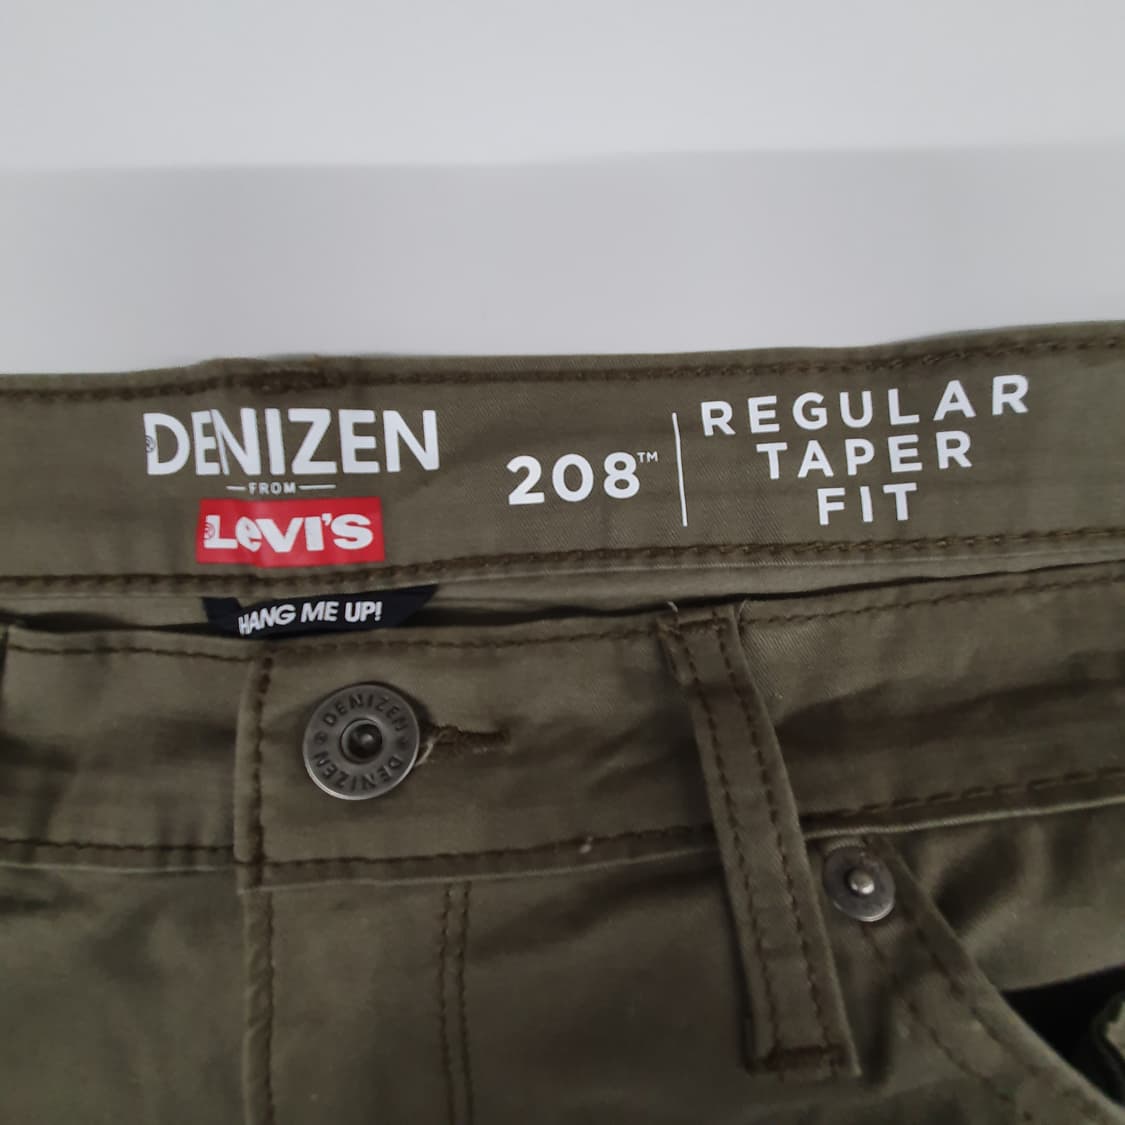 DENIZEN®
FROM
Levi's®
208™
REGULAR
TAPER
FIT
HANG ME UP!
DENIZEN
DENIZEN